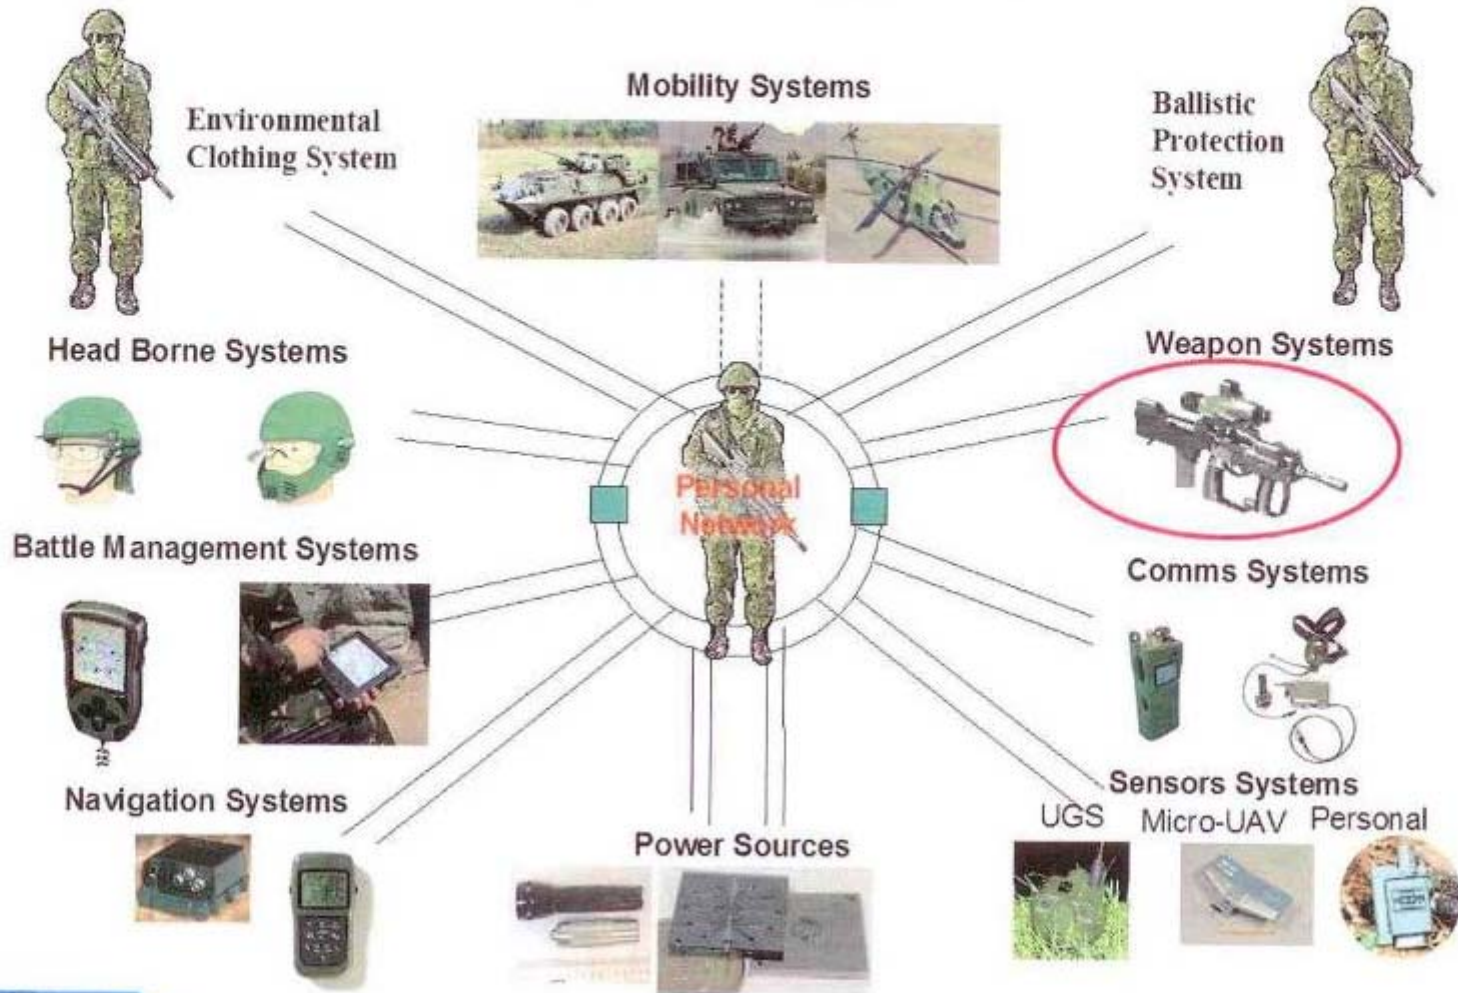 Mobility Systems
Environmental
Clothing System
Ballistic
Protection
System
Head Borne Systems
Weapon Systems
Personal
Network
Battle Management Systems
Comms Systems
Navigation Systems
Sensors Systems
UGS Micro-UAV Personal
Power Sources